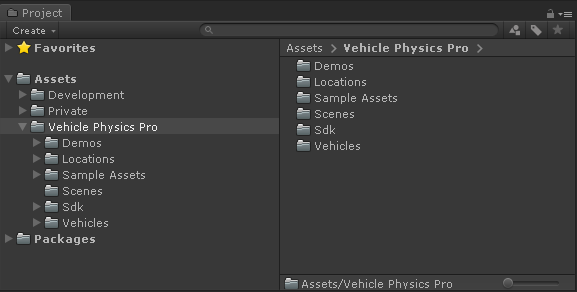 Project
Create
Favorites
Assets
Development
Private
Vehicle Physics Pro
Demos
Locations
Sample Assets
Scenes
Sdk
Vehicles
Packages
Assets Vehicle Physics Pro
Demos
Locations
Sample Assets
Scenes
Sdk
Vehicles
Assets/Vehicle Physics Pro